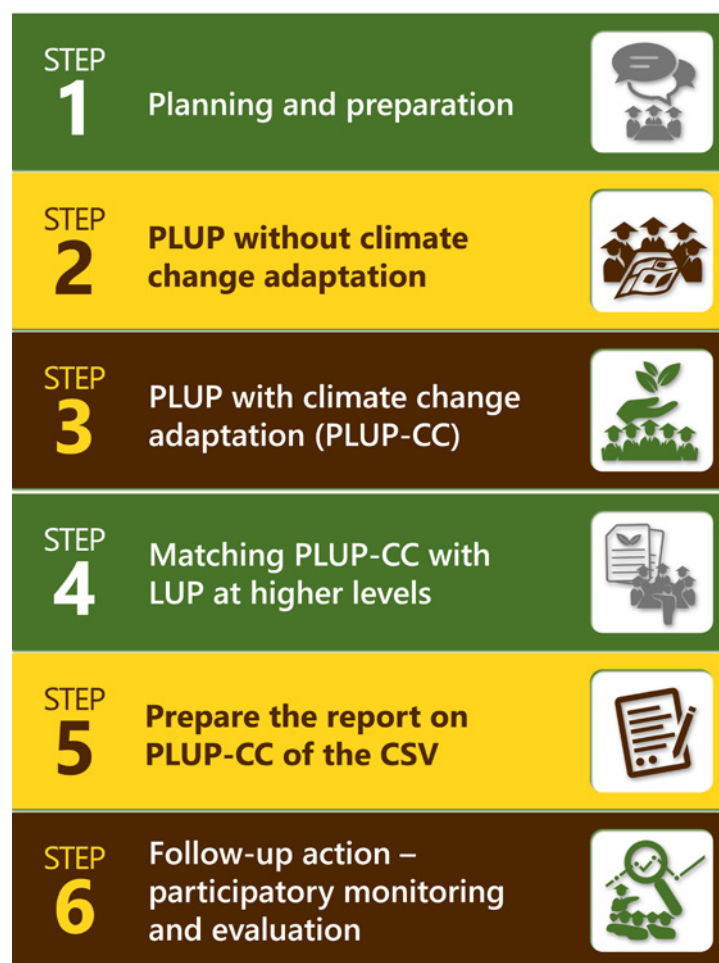 STEP
1
Planning and preparation
STEP
2
PLUP without climate
change adaptation
STEP
3
PLUP with climate change
adaptation (PLUP-CC)
STEP
4
Matching PLUP-CC with
LUP at higher levels
STEP
5
Prepare the report on
PLUP-CC of the CSV
STEP
6
Follow-up action –
participatory monitoring
and evaluation